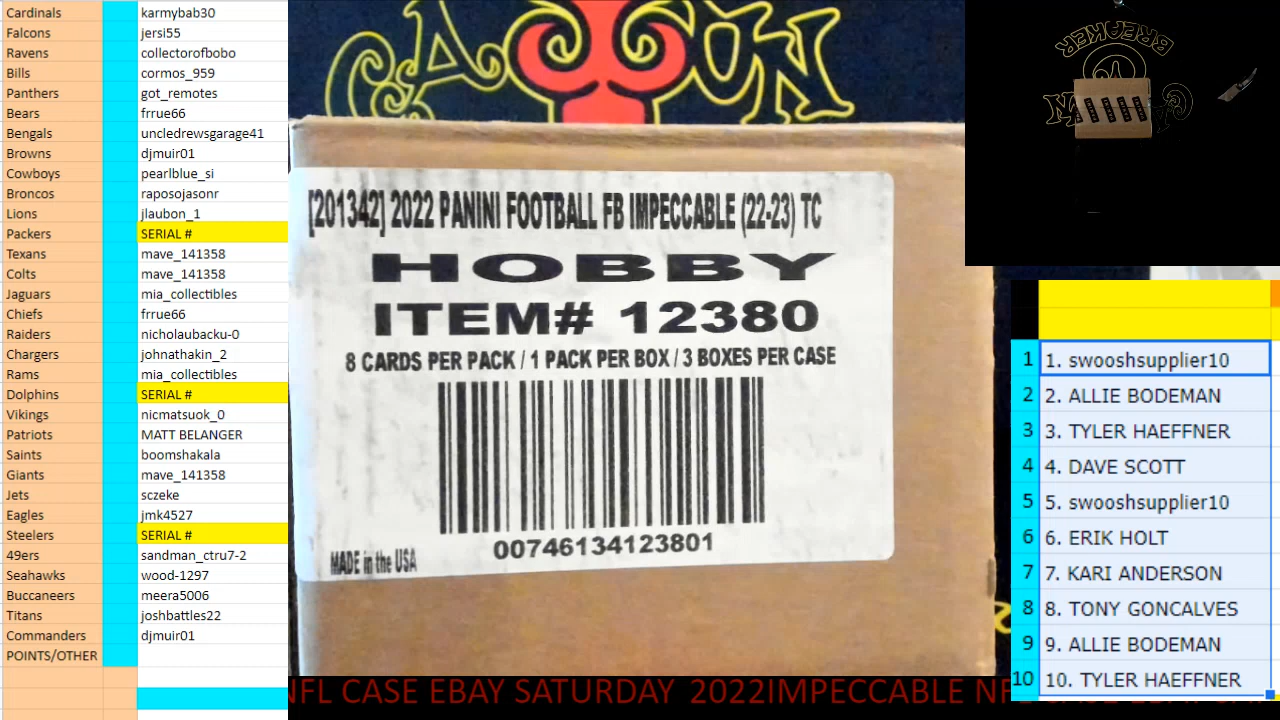 Cardinals karmybab30
Falcons jersi55
Ravens collectorofbobo
Bills cormos_959
Panthers got_remotes
Bears frrue66
Bengals uncledrewsgarage41
Browns djmuir01
Cowboys pearlblue_si
Broncos raposojasonr
Lions jlaubon_1
Packers SERIAL #
Texans mave_141358
Colts mave_141358
Jaguars mia_collectibles
Chiefs frrue66
Raiders nicholaubacku-0
Chargers johnathakin_2
Rams mia_collectibles
Dolphins SERIAL #
Vikings nicmatsuok_0
Patriots MATT BELANGER
Saints boomshakala
Giants mave_141358
Jets sczeke
Eagles jmk4527
Steelers SERIAL #
49ers sandman_ctru7-2
Seahawks wood-1297
Buccaneers meera5006
Titans joshbattles22
Commanders djmuir01
POINTS/OTHER
[201342] 2022 PANINI FOOTBALL FB IMPECCABLE (22-23) TC
HOBBY
ITEM# 12380
8 CARDS PER PACK / 1 PACK PER BOX / 3 BOXES PER CASE
00746134123801
MADE in the USA
BREAKER
1 1. swooshsupplier10
2 2. ALLIE BODEMAN
3 3. TYLER HAEFFNER
4 4. DAVE SCOTT
5 5. swooshsupplier10
6 6. ERIK HOLT
7 7. KARI ANDERSON
8 8. TONY GONCALVES
9 9. ALLIE BODEMAN
10 10. TYLER HAEFFNER
NFL CASE EBAY SATURDAY 2022IMPECCABLE